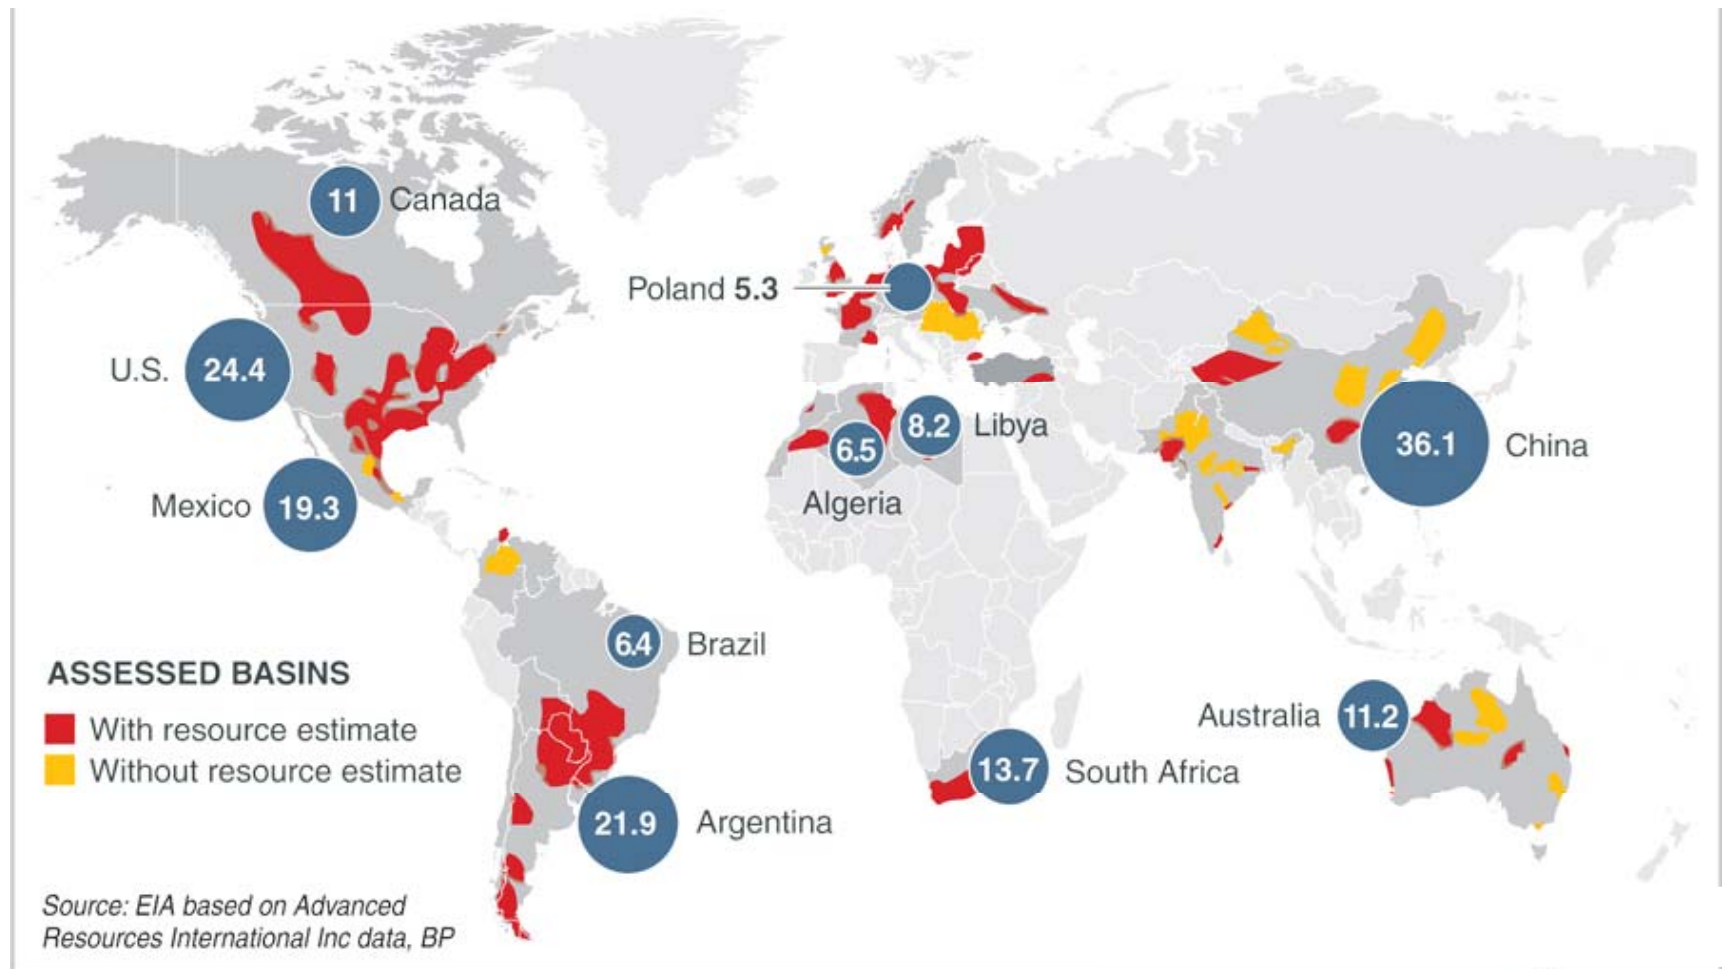 11 Canada
Poland 5.3
U.S. 24.4
8.2 Libya
6.5
Algeria
36.1 China
Mexico 19.3
6.4 Brazil
ASSESSED BASINS
With resource estimate
Without resource estimate
Australia 11.2
13.7 South Africa
21.9 Argentina
Source: EIA based on Advanced
Resources International Inc data, BP